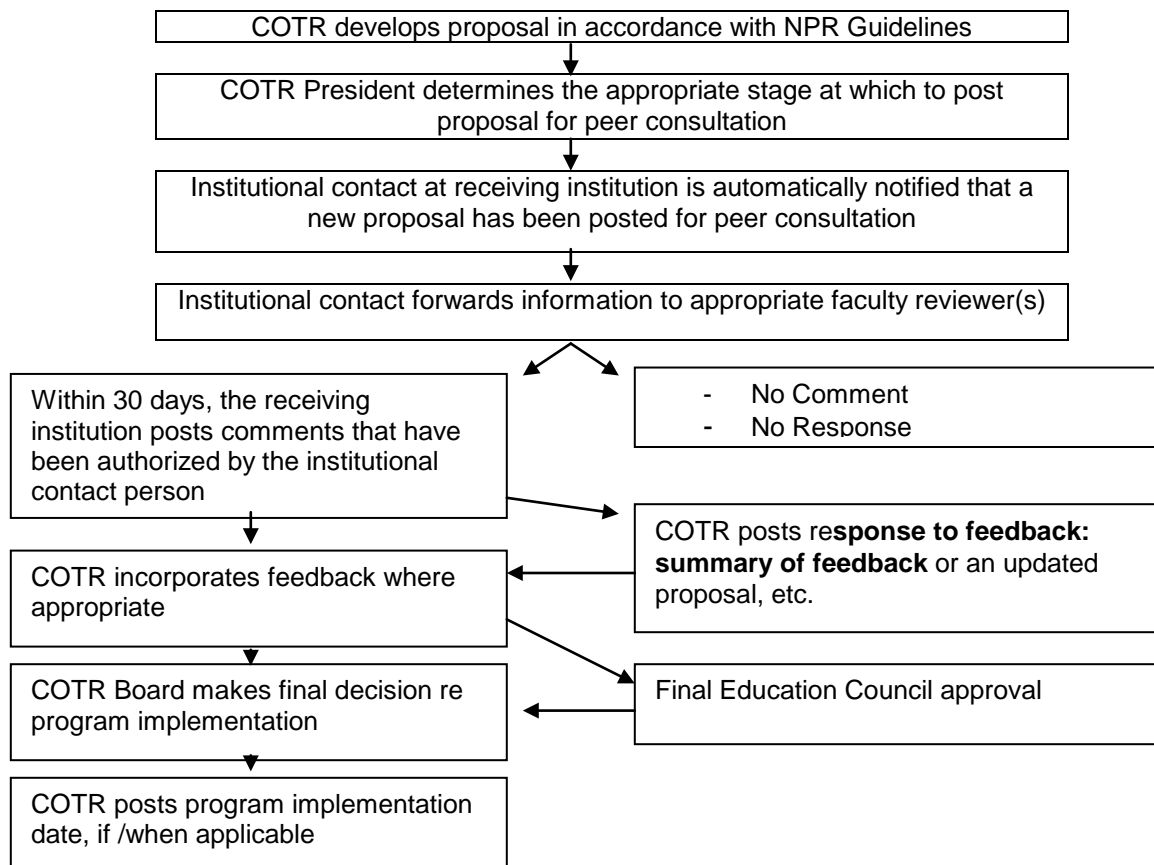 COTR develops proposal in accordance with NPR Guidelines
COTR President determines the appropriate stage at which to post
proposal for peer consultation
Institutional contact at receiving institution is automatically notified that a
new proposal has been posted for peer consultation
Institutional contact forwards information to appropriate faculty reviewer(s)
Within 30 days, the receiving
institution posts comments that have
been authorized by the institutional
contact person
- No Comment
- No Response
COTR posts response to feedback:
summary of feedback or an updated
proposal, etc.
COTR incorporates feedback where
appropriate
COTR Board makes final decision re
program implementation
Final Education Council approval
COTR posts program implementation
date, if /when applicable